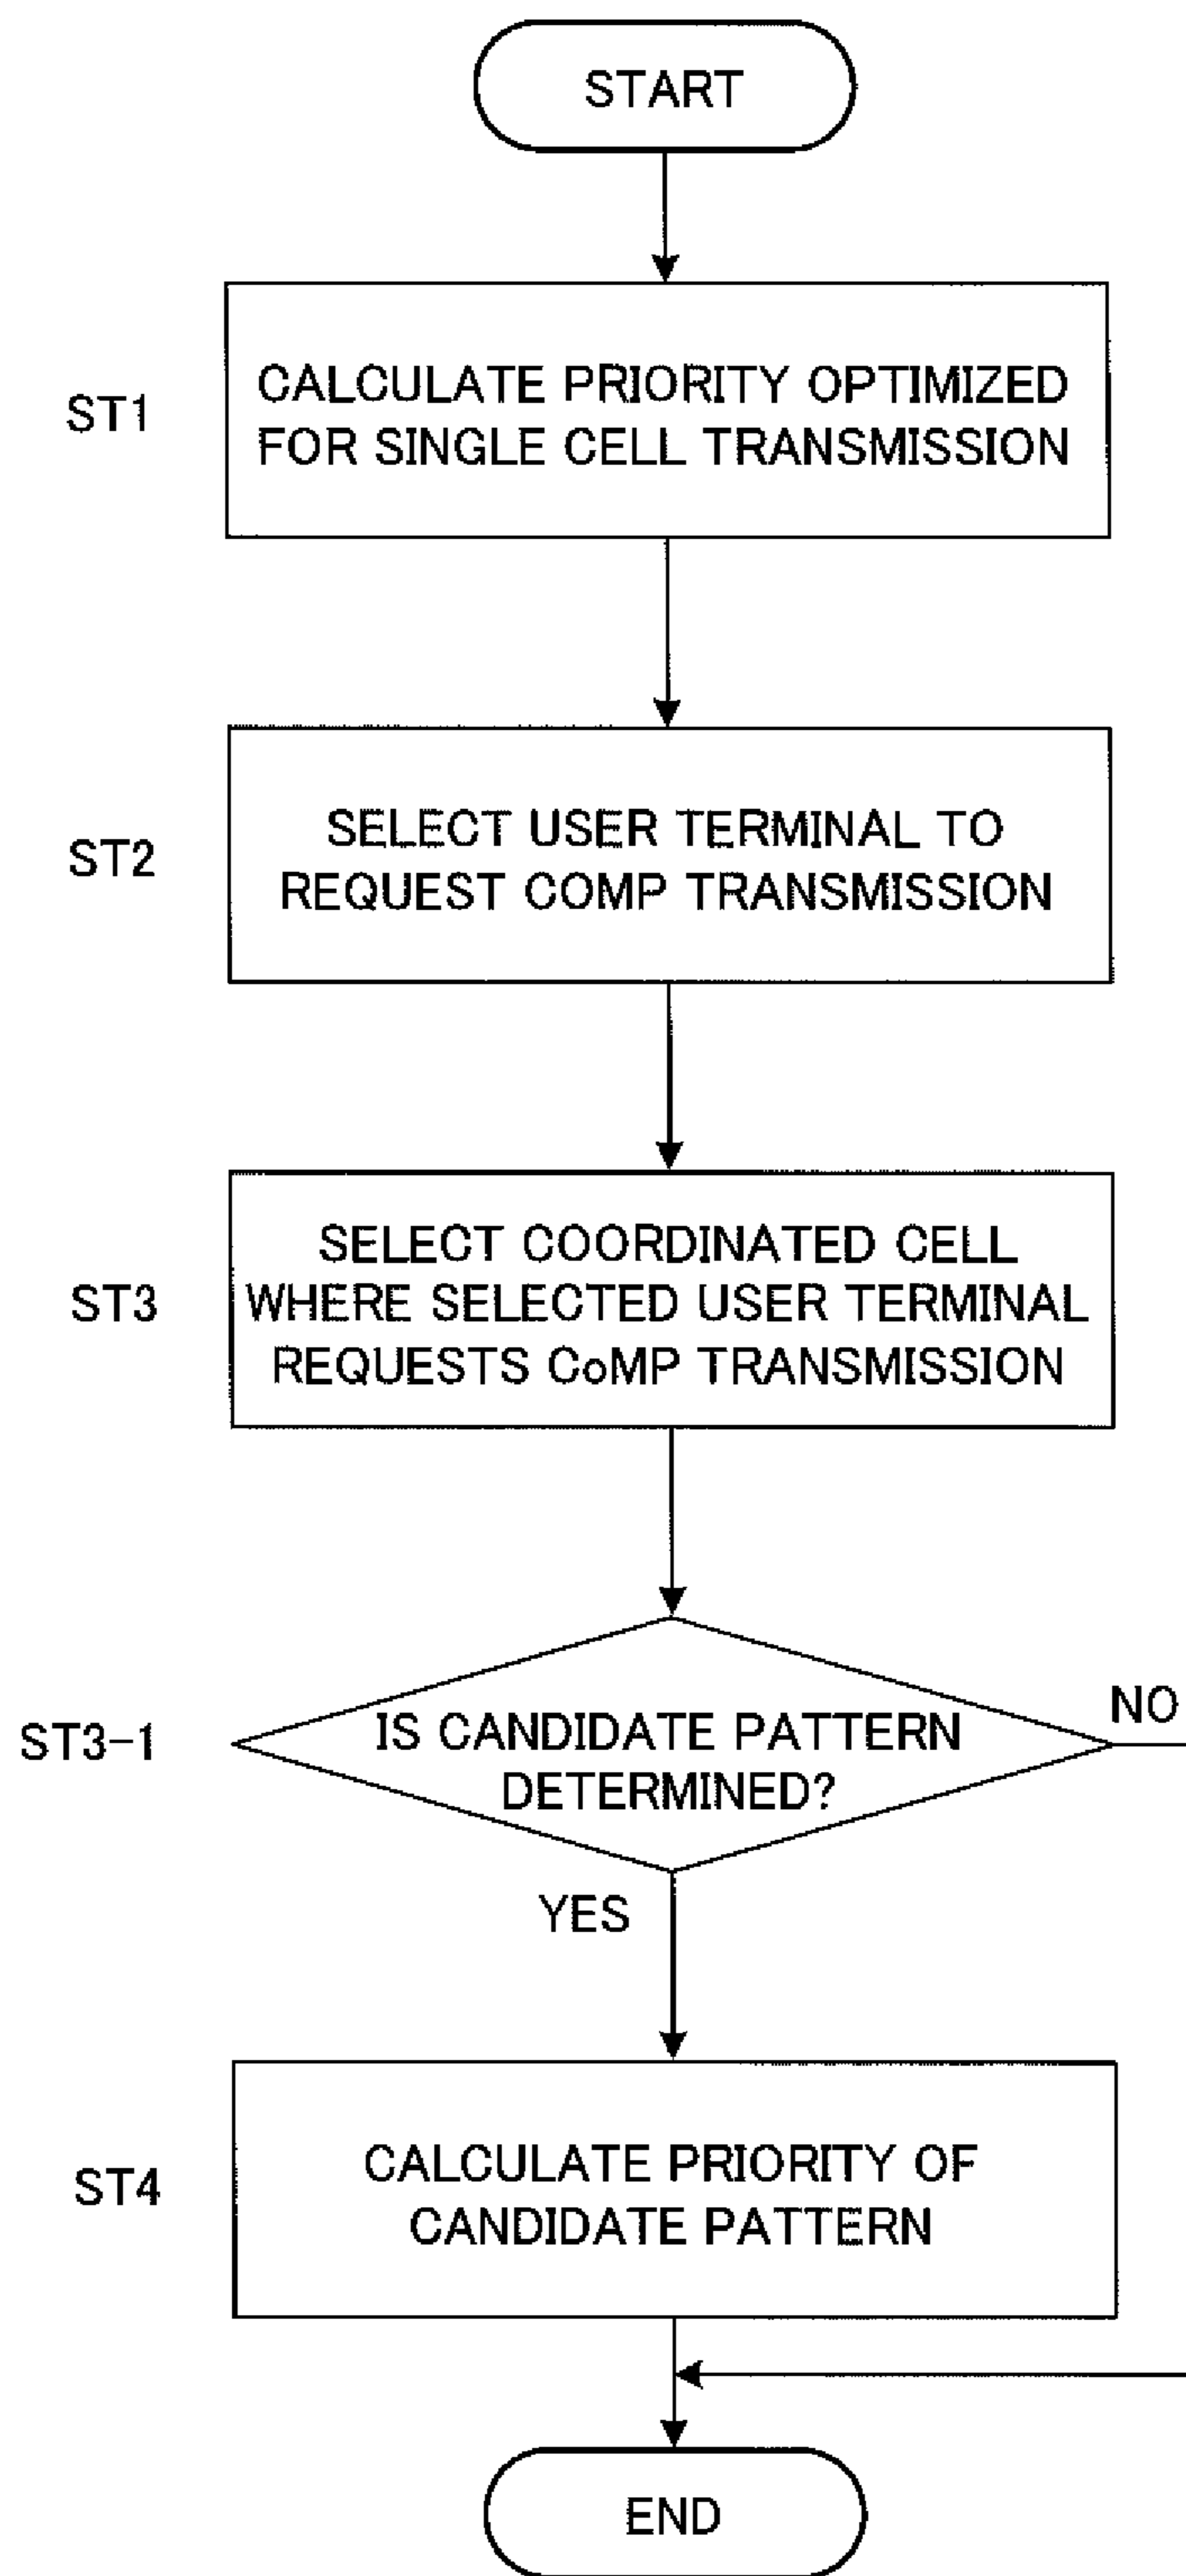 START
ST1
CALCULATE PRIORITY OPTIMIZED
FOR SINGLE CELL TRANSMISSION
ST2
SELECT USER TERMINAL TO
REQUEST COMP TRANSMISSION
ST3
SELECT COORDINATED CELL
WHERE SELECTED USER TERMINAL
REQUESTS CoMP TRANSMISSION
ST3-1
IS CANDIDATE PATTERN
DETERMINED?
NO
YES
ST4
CALCULATE PRIORITY OF
CANDIDATE PATTERN
END